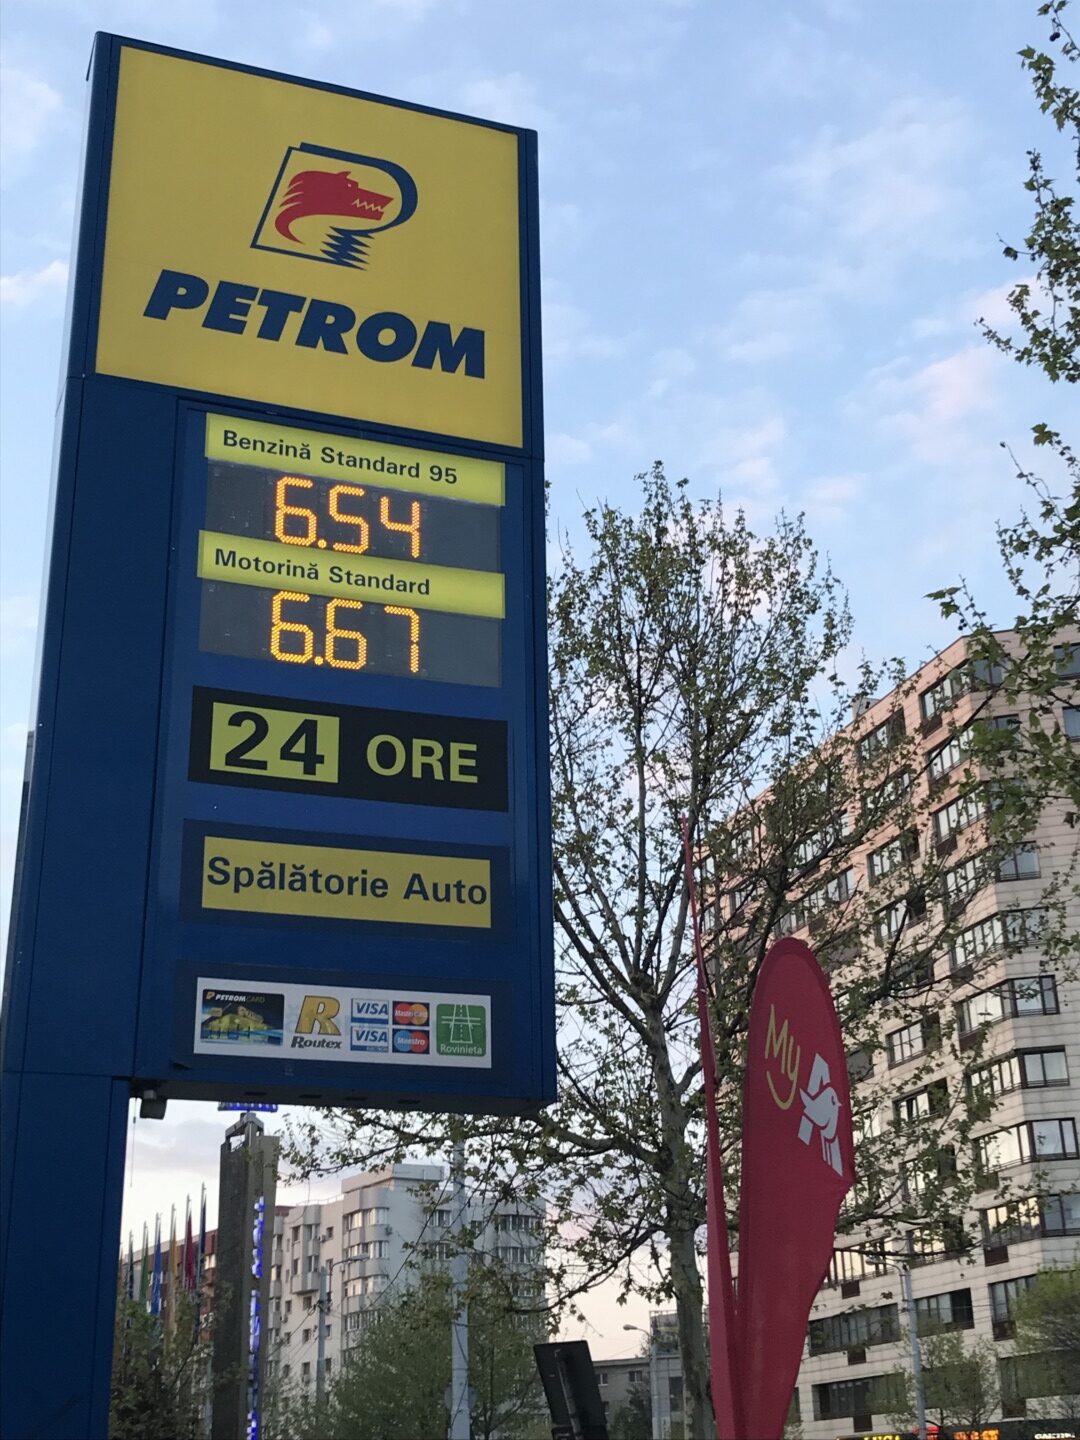 PETROM
Benzină Standard 95
6.54
Motorină Standard
6.67
24 ORE
Spălătorie Auto
PETROMCARD
Routex
VISA
MasterCard
VISA
Maestro
Rovinieta
My